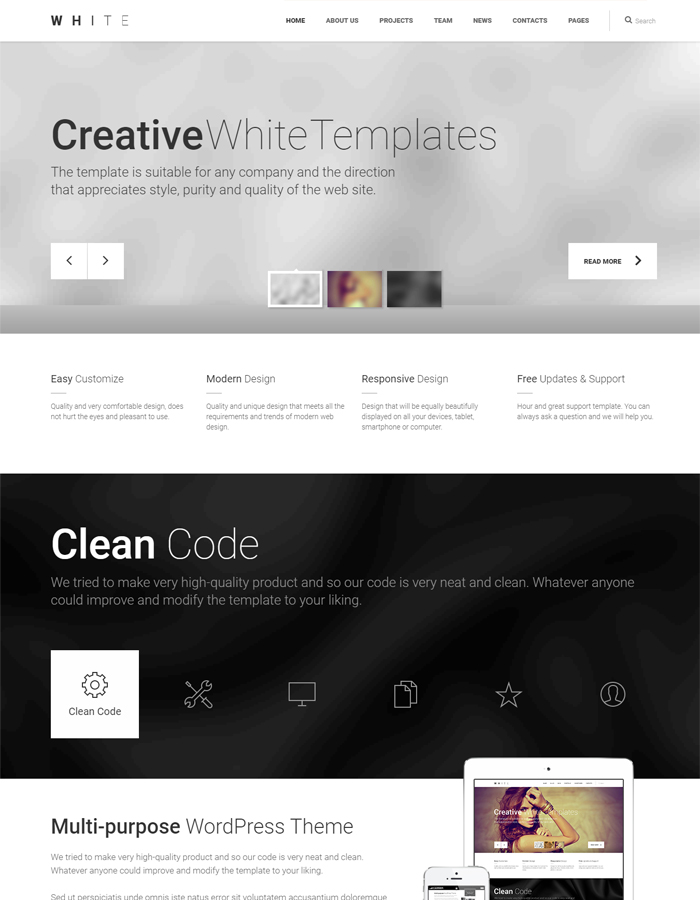 WHITE
HOME ABOUT US PROJECTS TEAM NEWS CONTACTS PAGES Search
CreativeWhiteTemplates
The template is suitable for any company and the direction
that appreciates style, purity and quality of the web site.
READ MORE
Easy Customize
Quality and very comfortable design, does
not hurt the eyes and pleasant to use.
Modern Design
Quality and unique design that meets all the
requirements and trends of modern web
design.
Responsive Design
Design that will be equally beautifully
displayed on all your devices, tablet,
smartphone or computer.
Free Updates & Support
Hour and great support template. You can
always ask a question and we will help you.
Clean Code
We tried to make very high-quality product and so our code is very neat and clean. Whatever anyone
could improve and modify the template to your liking.
Clean Code
Multi-purpose WordPress Theme
We tried to make very high-quality product and so our code is very neat and clean.
Whatever anyone could improve and modify the template to your liking.
Sed ut perspiciatis unde omnis iste natus error sit voluptatem accusantium doloremque
Creative White Templates
Clean Code